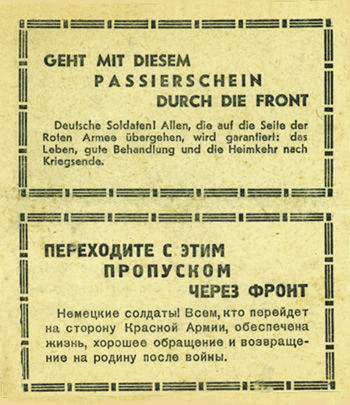 GEHT MIT DIESEM
PASSIERSCHEIN
DURCH DIE FRONT
Deutsche Soldaten! Allen, die auf die Seite der
Roten Armee übergehen, wird garantiert: das
Leben, gute Behandlung und die Heimkehr nach
Kriegsende.
ПЕРЕХОДИТЕ С ЭТИМ
ПРОПУСКОМ
ЧЕРЕЗ ФРОНТ
Немецкие солдаты! Всем, кто перейдет
на сторону Красной Армии, обеспечена
жизнь, хорошее обращение и возвраще-
ние на родину после войны.